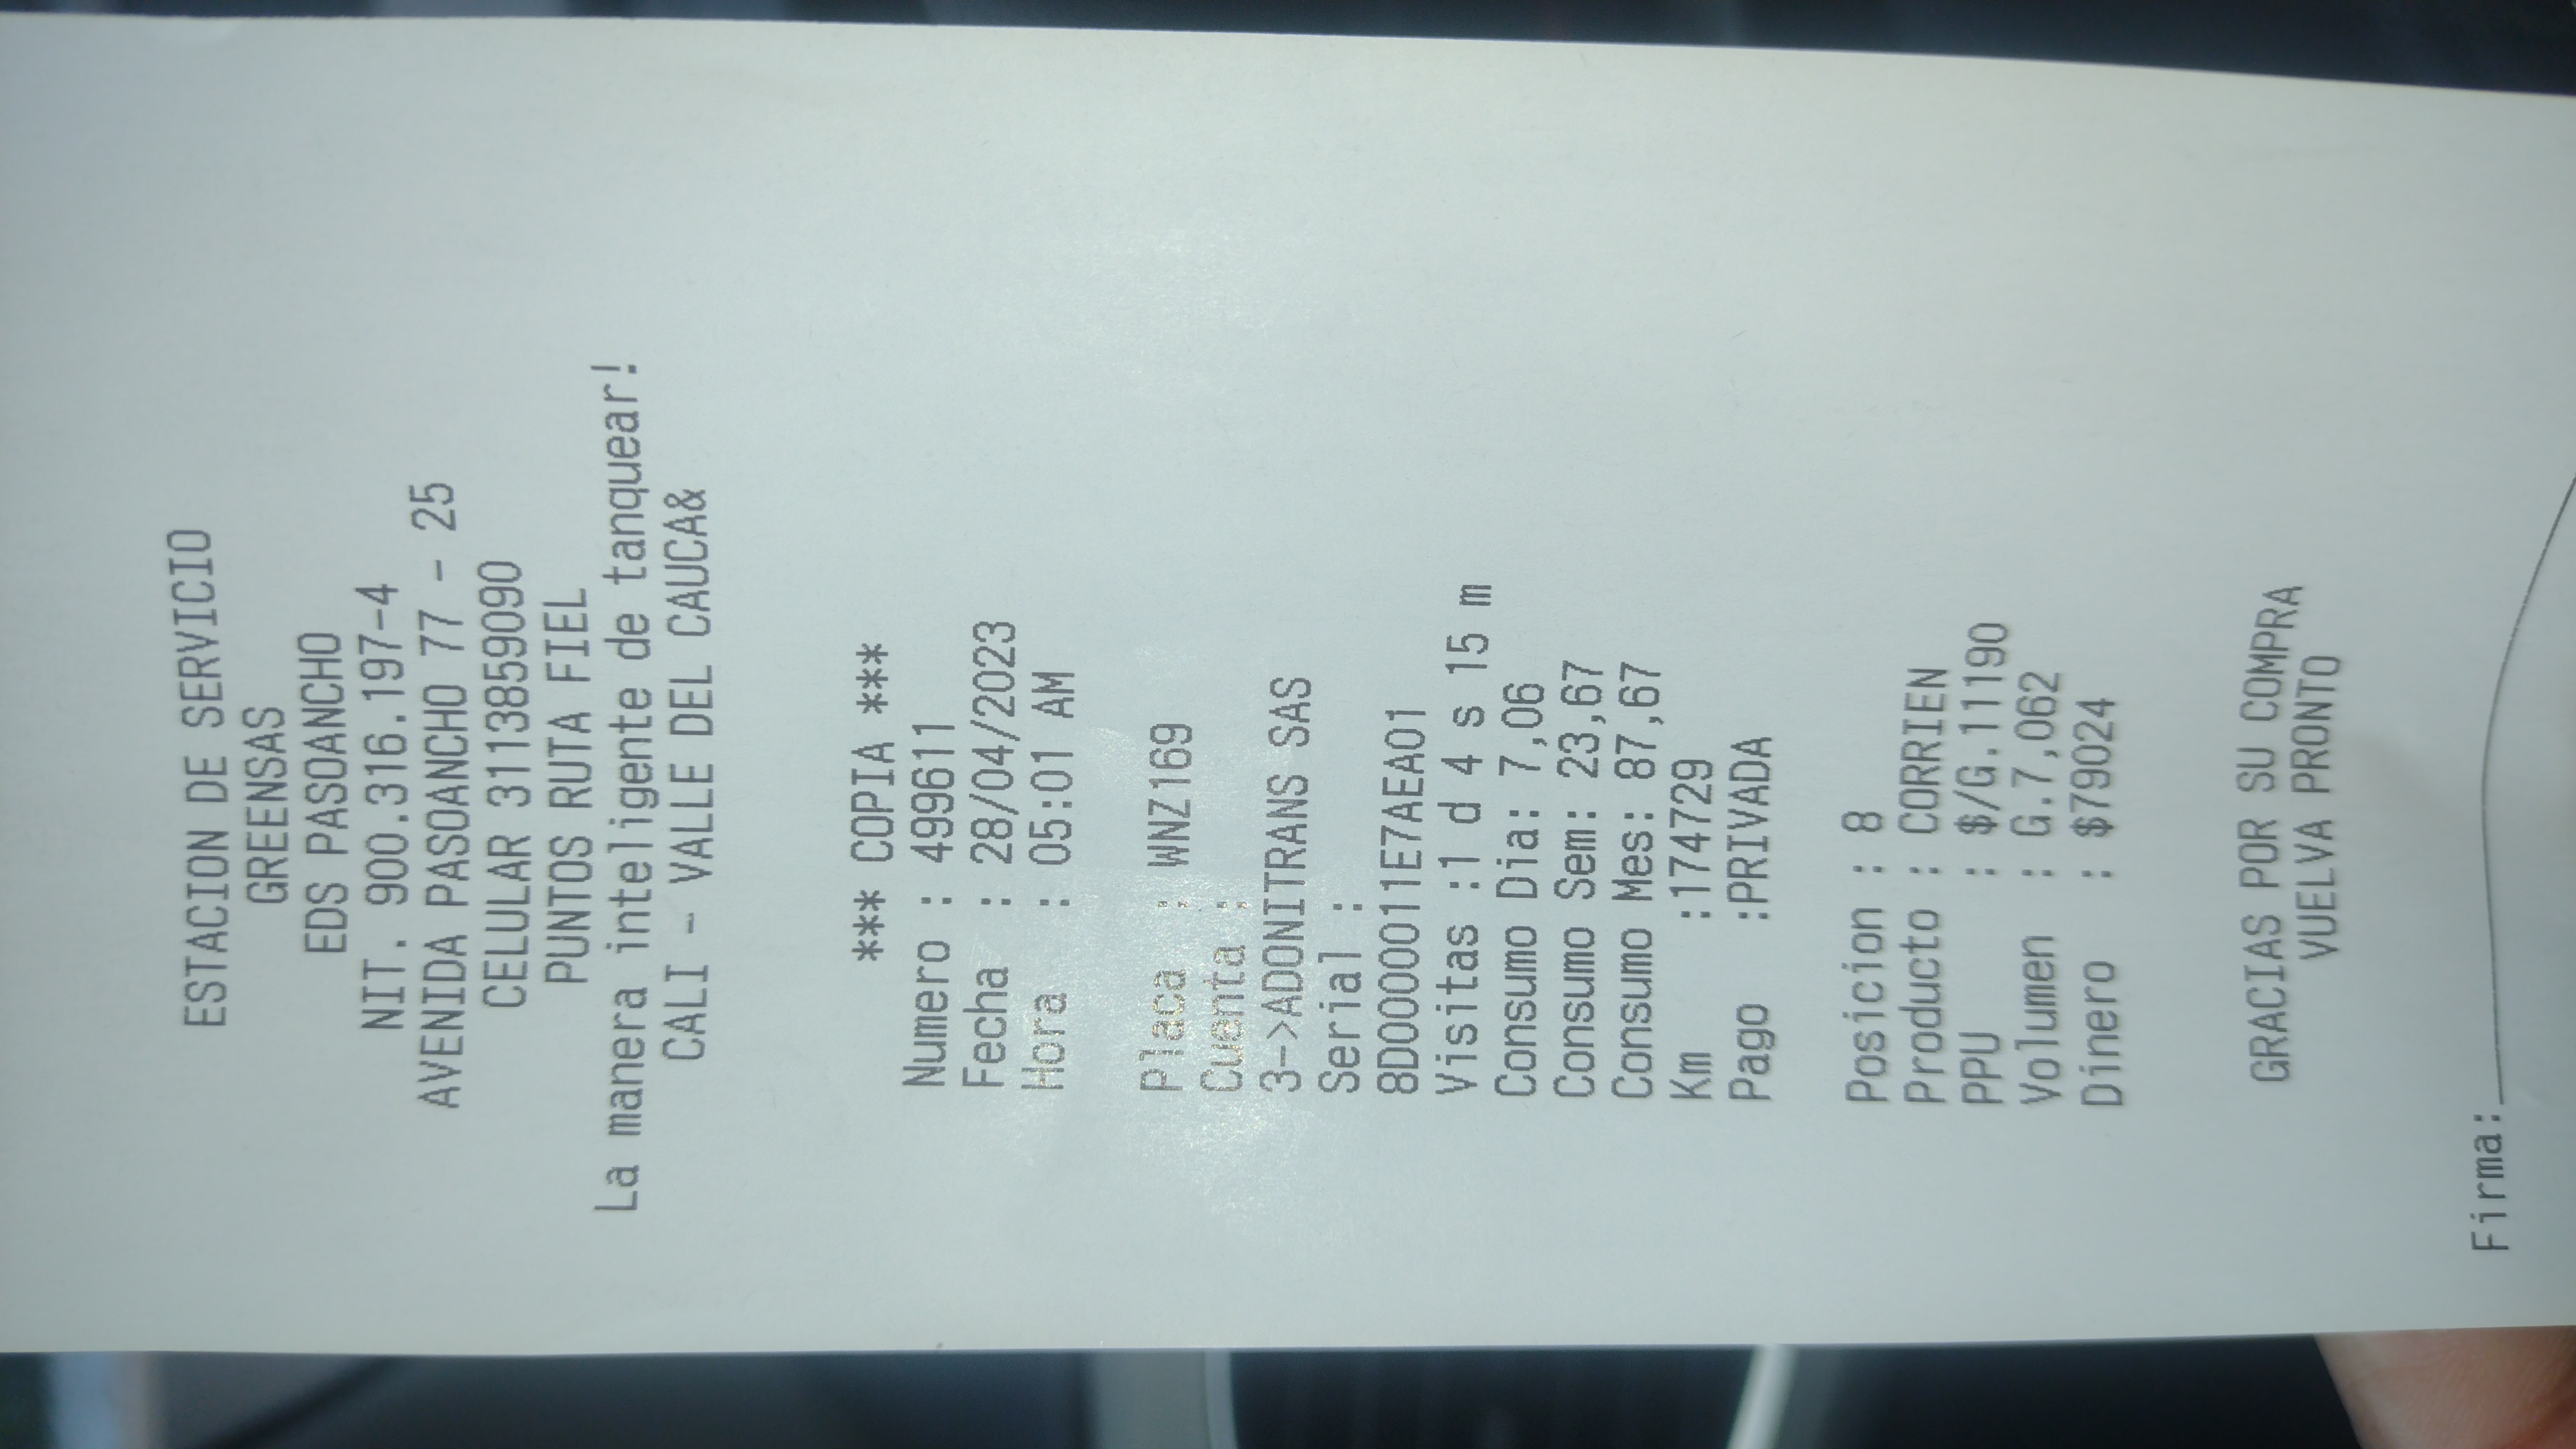 ESTACION DE SERVICIO
GREENSAS
EDS PASOANCHO
NIT. 900.316.197-4
AVENIDA PASOANCHO 77 - 25
CELULAR 3113859090
PUNTOS RUTA FIEL
La manera inteligente de tanquear!
CALI - VALLE DEL CAUCA&
*** COPIA ***
Numero : 499611
Fecha : 28/04/2023
Hora : 05:01 AM
Placa : WNZ169
Cuenta :
3->ADONITRANS SAS
Serial :
8D000011E7AEA01
Visitas :1 d 4 s 15 m
Consumo Dia: 7,06
Consumo Sem: 23,67
Consumo Mes: 87,67
Km :174729
Pago :PRIVADA
Posicion : 8
Producto : CORRIEN
PPU : $/G.11190
Volumen : G.7,062
Dinero : $79024
GRACIAS POR SU COMPRA
VUELVA PRONTO
Firma: